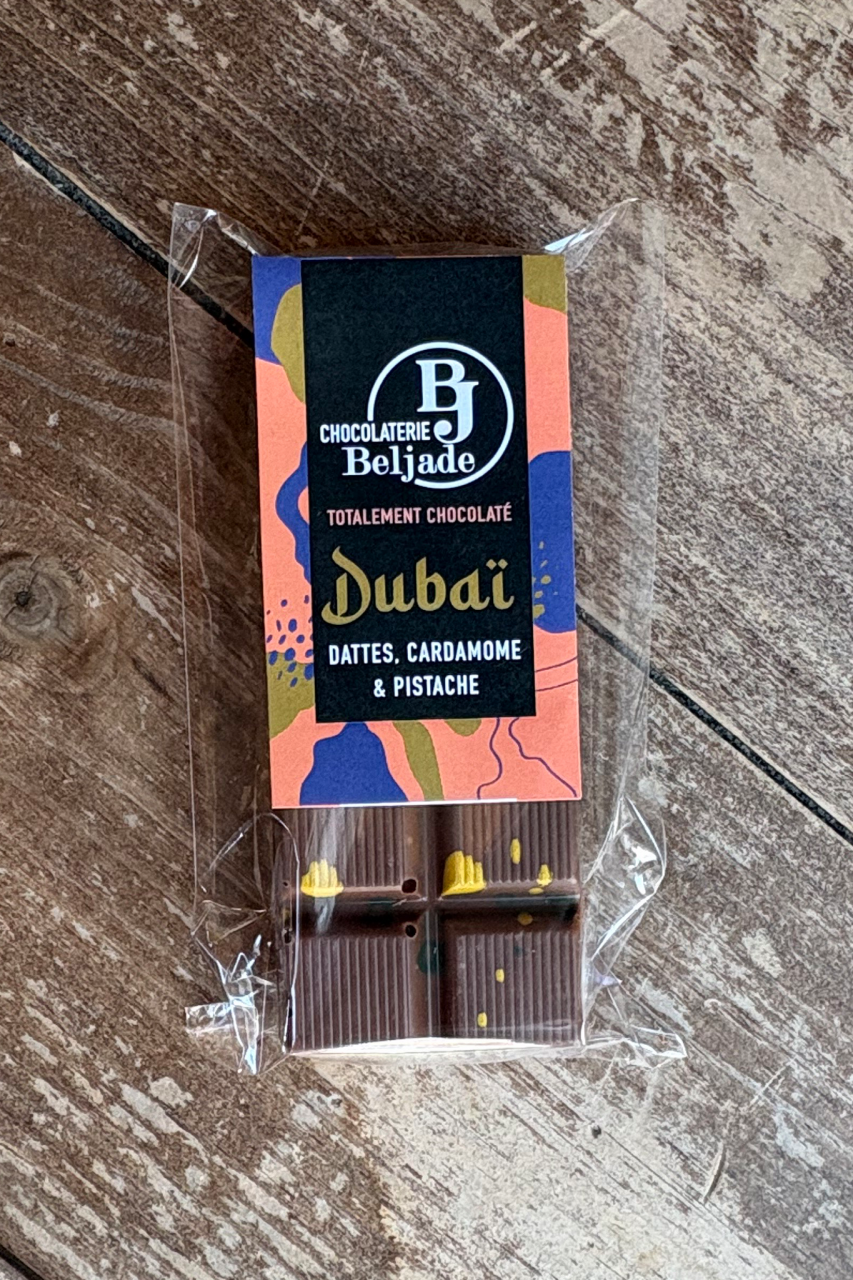 BJ
CHOCOLATERIE
Beljade
TOTALEMENT CHOCOLATÉ
Dubaï
DATTES, CARDAMOME
& PISTACHE